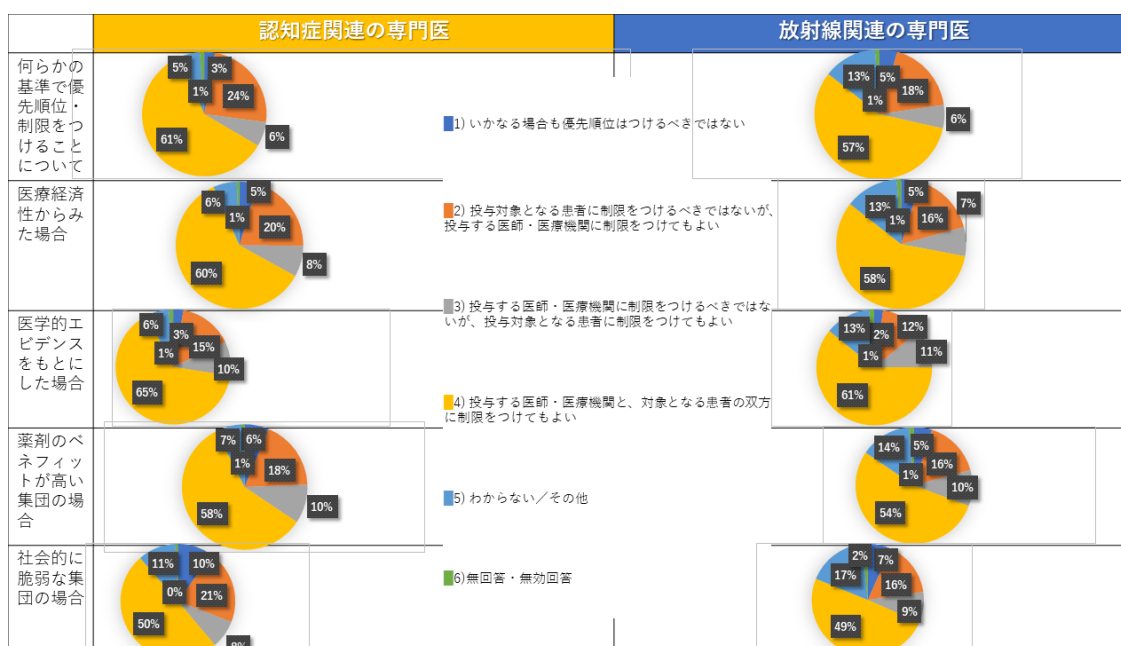 認知症関連の専門医
放射線関連の専門医
何らかの
基準で優
先順位・
制限をつ
けること
について
5%
3%
1%
24%
6%
61%
1) いかなる場合も優先順位はつけるべきではない
13%
5%
1%
18%
6%
57%
医療経済
性からみ
た場合
6%
5%
1%
20%
8%
60%
2) 投与対象となる患者に制限をつけるべきではないが、
投与する医師・医療機関に制限をつけてもよい
13%
5%
1%
16%
7%
58%
医学的エ
ビデンス
をもとに
した場合
6%
3%
1%
15%
10%
65%
3) 投与する医師・医療機関に制限をつけるべきではな
いが、投与対象となる患者に制限をつけてもよい
13%
2%
12%
1%
11%
61%
4) 投与する医師・医療機関と、対象となる患者の双方
に制限をつけてもよい
薬剤のベ
ネフィッ
トが高い
集団の場
合
7%
6%
1%
18%
10%
58%
5) わからない／その他
14%
5%
1%
16%
10%
54%
社会的に
脆弱な集
団の場合
11%
10%
0%
21%
50%
6)無回答・無効回答
2%
7%
17%
16%
9%
49%